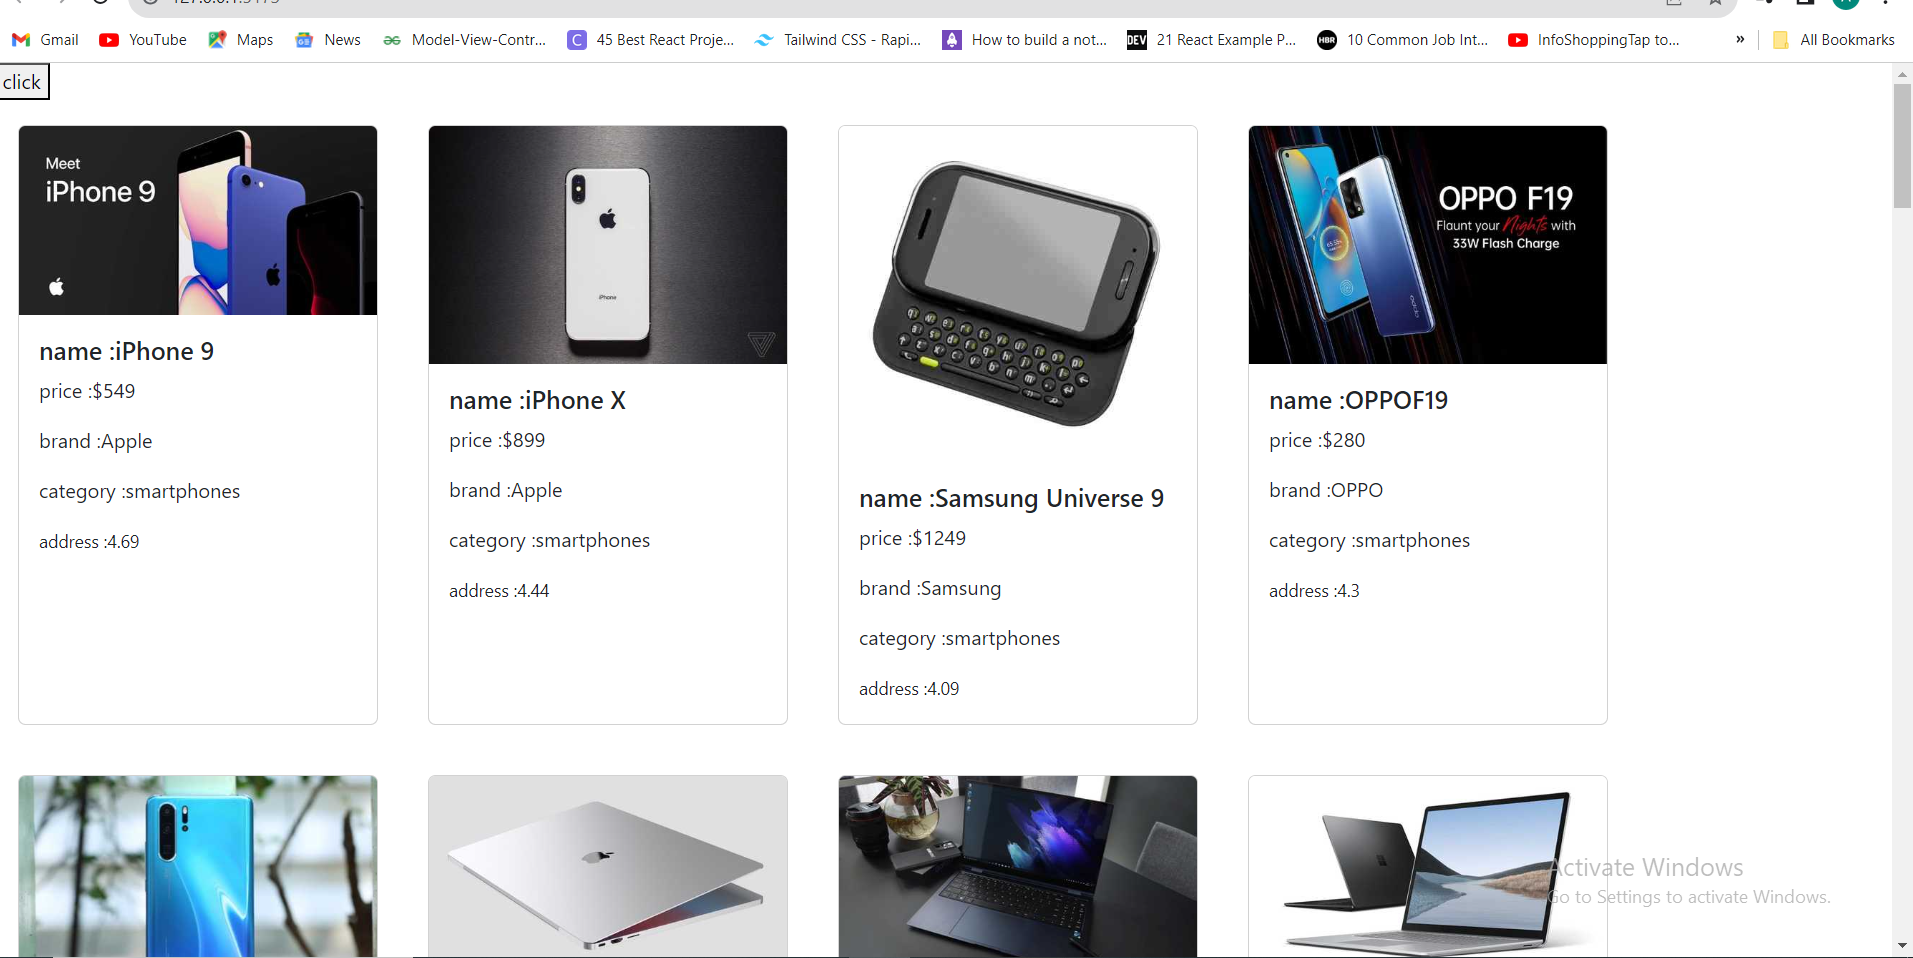 Gmail YouTube Maps News Model-View-Contr... 45 Best React Proje... Tailwind CSS - Rapi... How to build a not... DEV 21 React Example P... HBR 10 Common Job Int... InfoShoppingTap to... » All Bookmarks
click
Meet
iPhone 9
name :iPhone 9
price :$549
brand :Apple
category :smartphones
address :4.69
iPhone
name :iPhone X
price :$899
brand :Apple
category :smartphones
address :4.44
name :Samsung Universe 9
price :$1249
brand :Samsung
category :smartphones
address :4.09
OPPO F19
Flaunt your Nights with
33W Flash Charge
name :OPPOF19
price :$280
brand :OPPO
category :smartphones
address :4.3
Activate Windows
Go to Settings to activate Windows.